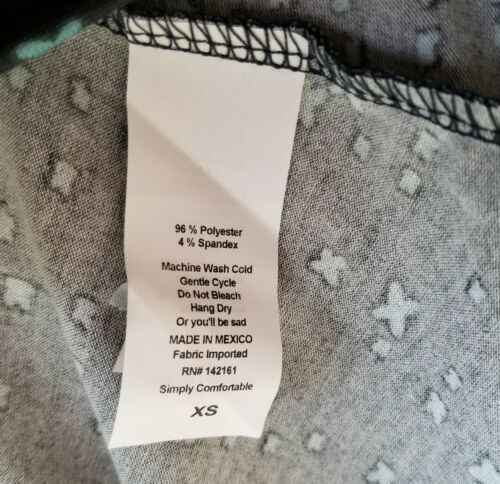 96 % Polyester
4 % Spandex
Machine Wash Cold
Gentle Cycle
Do Not Bleach
Hang Dry
Or you'll be sad
MADE IN MEXICO
Fabric Imported
RN# 142161
Simply Comfortable
XS